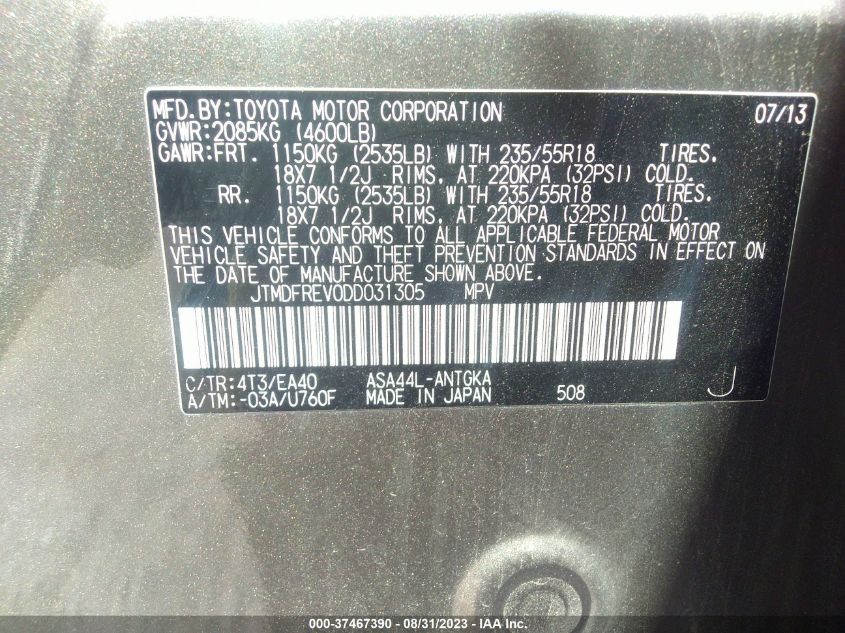 MFD.BY:TOYOTA MOTOR CORPORATION 07/13
GVWR:2085KG (4600LB)
GAWR:FRT. 1150KG (2535LB) WITH 235/55R18 TIRES.
18X7 1/2J RIMS. AT 220KPA (32PSI) COLD.
RR. 1150KG (2535LB) WITH 235/55R18 TIRES.
18X7 1/2J RIMS. AT 220KPA (32PSI) COLD.
THIS VEHICLE CONFORMS TO ALL APPLICABLE FEDERAL MOTOR
VEHICLE SAFETY AND THEFT PREVENTION STANDARDS IN EFFECT ON
THE DATE OF MANUFACTURE SHOWN ABOVE.
JTMDFREV0DD031305 MPV
C/TR:4T3/EA40 ASA44L-ANTGKA
A/TM:-03A/U760F MADE IN JAPAN 508 J
000-37467390 - 08/31/2023 - IAA Inc.